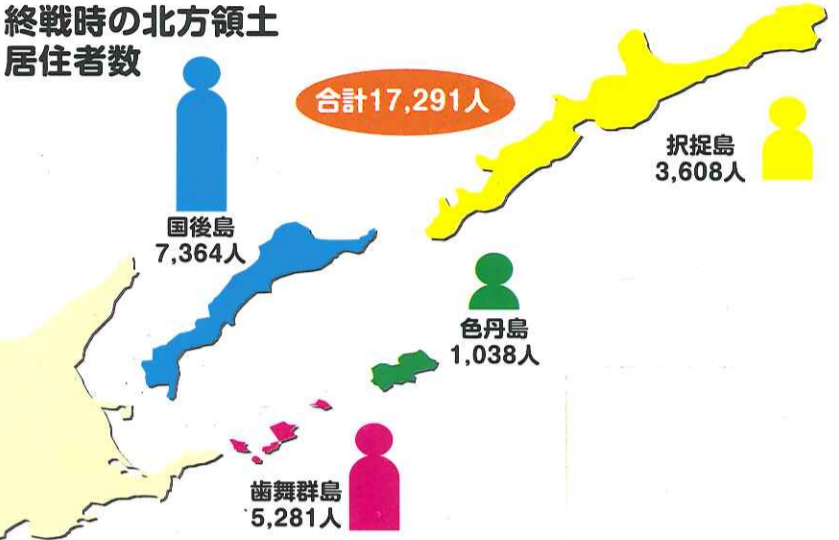 終戦時の北方領土
居住者数
合計17,291人
択捉島
3,608人
国後島
7,364人
色丹島
1,038人
歯舞群島
5,281人